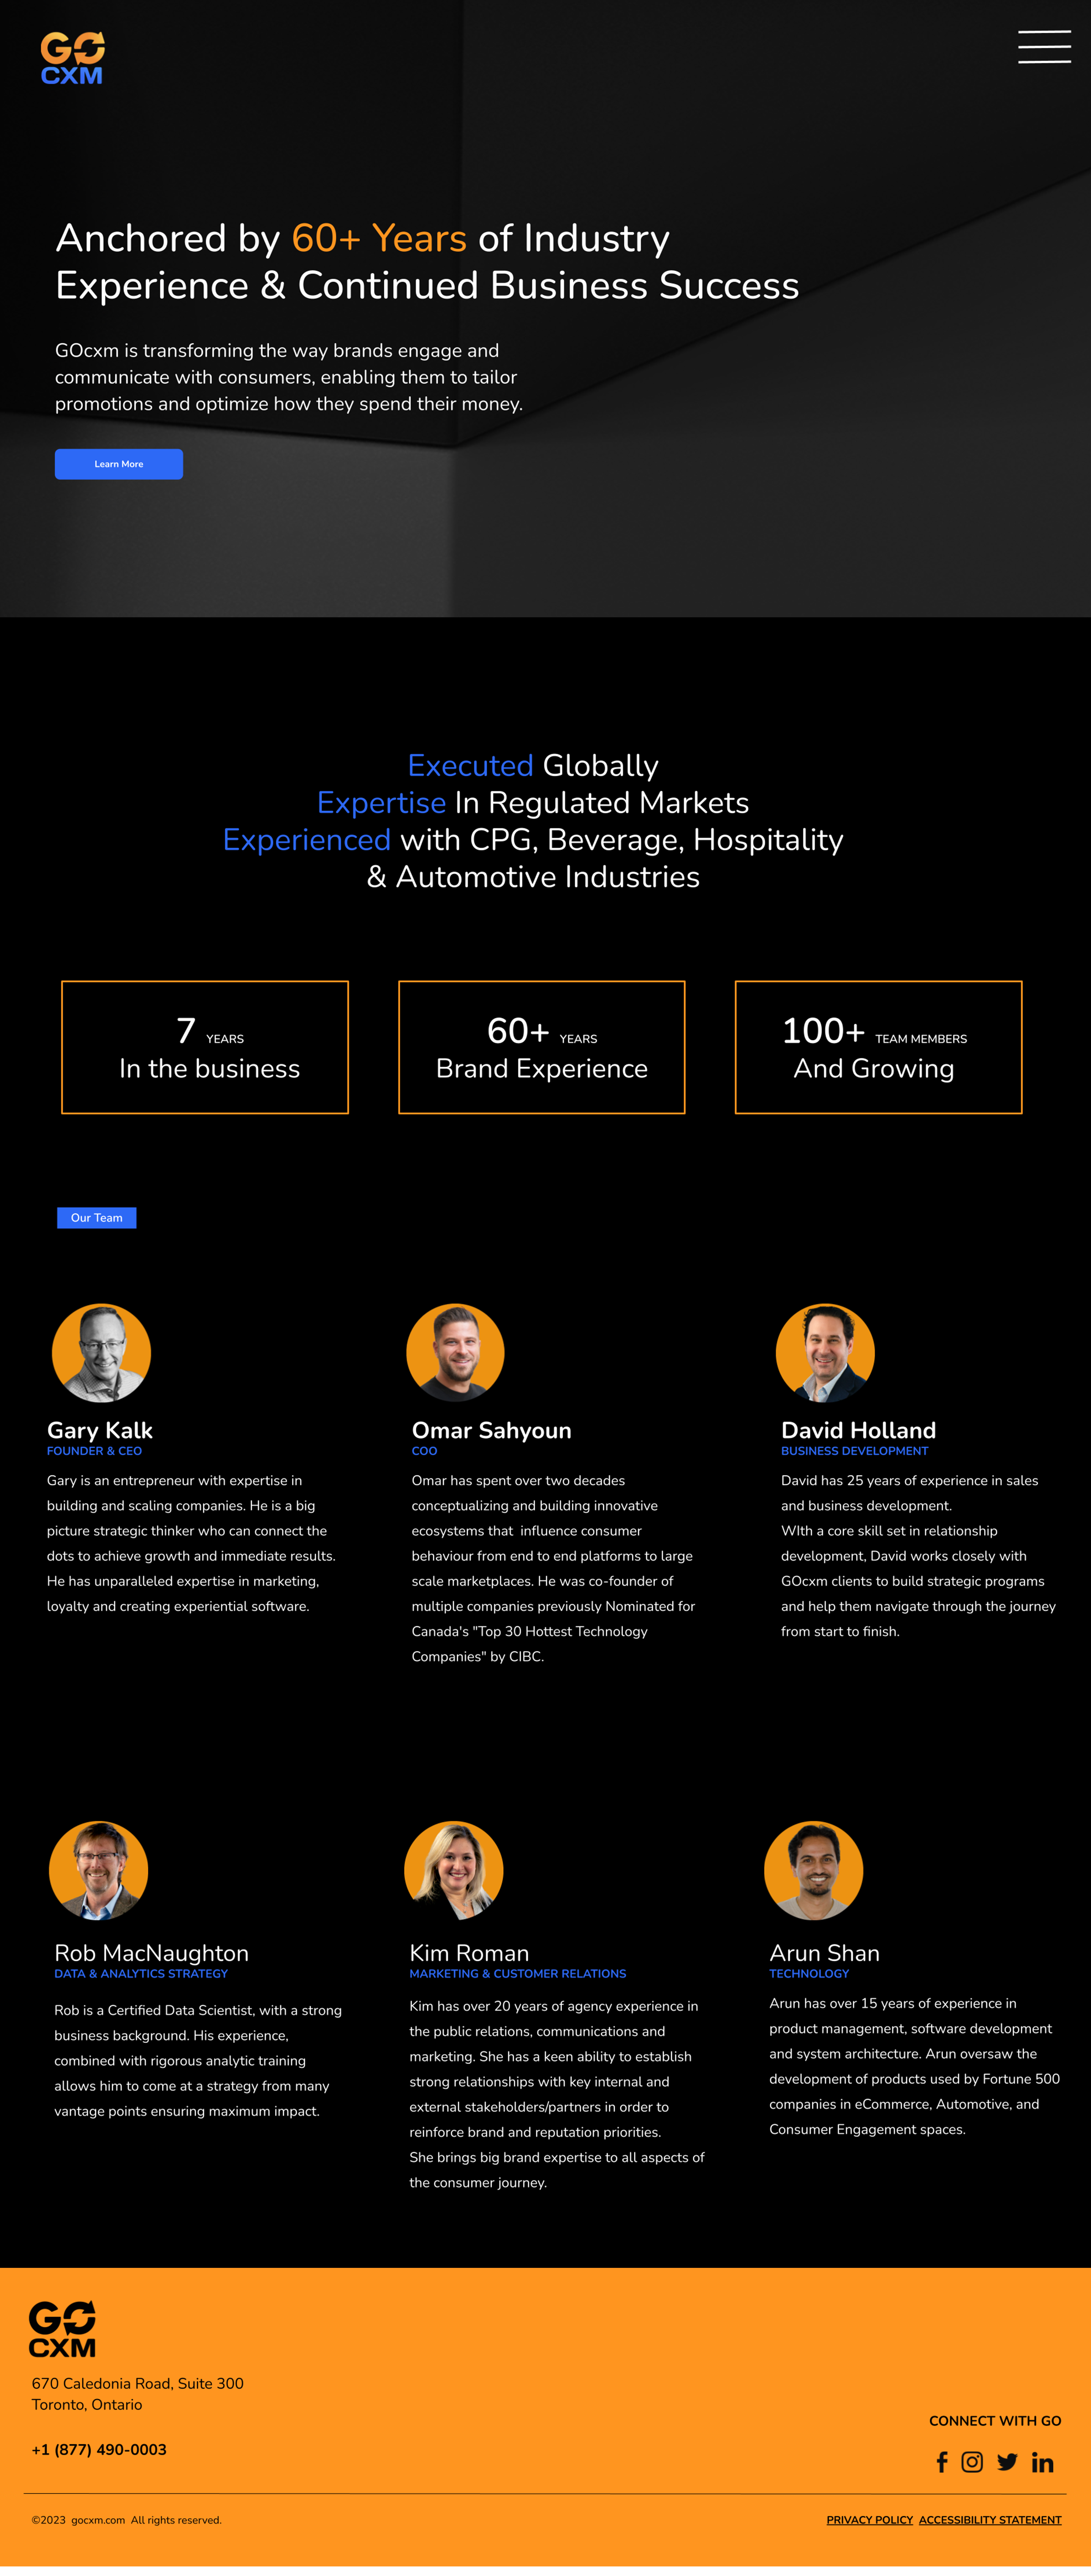 GO
CXM
Anchored by 60+ Years of Industry
Experience & Continued Business Success
GOcxm is transforming the way brands engage and
communicate with consumers, enabling them to tailor
promotions and optimize how they spend their money.
Learn More
Executed Globally
Expertise In Regulated Markets
Experienced with CPG, Beverage, Hospitality
& Automotive Industries
7 YEARS
In the business
60+ YEARS
Brand Experience
100+ TEAM MEMBERS
And Growing
Our Team
Gary Kalk
FOUNDER & CEO
Gary is an entrepreneur with expertise in
building and scaling companies. He is a big
picture strategic thinker who can connect the
dots to achieve growth and immediate results.
He has unparalleled expertise in marketing,
loyalty and creating experiential software.
Omar Sahyoun
COO
Omar has spent over two decades
conceptualizing and building innovative
ecosystems that  influence consumer
behaviour from end to end platforms to large
scale marketplaces. He was co-founder of
multiple companies previously Nominated for
Canada's "Top 30 Hottest Technology
Companies" by CIBC.
David Holland
BUSINESS DEVELOPMENT
David has 25 years of experience in sales
and business development.
WIth a core skill set in relationship
development, David works closely with
GOcxm clients to build strategic programs
and help them navigate through the journey
from start to finish.
Rob MacNaughton
DATA & ANALYTICS STRATEGY
Rob is a Certified Data Scientist, with a strong
business background. His experience,
combined with rigorous analytic training
allows him to come at a strategy from many
vantage points ensuring maximum impact.
Kim Roman
MARKETING & CUSTOMER RELATIONS
Kim has over 20 years of agency experience in
the public relations, communications and
marketing. She has a keen ability to establish
strong relationships with key internal and
external stakeholders/partners in order to
reinforce brand and reputation priorities.
She brings big brand expertise to all aspects of
the consumer journey.
Arun Shan
TECHNOLOGY
Arun has over 15 years of experience in
product management, software development
and system architecture. Arun oversaw the
development of products used by Fortune 500
companies in eCommerce, Automotive, and
Consumer Engagement spaces.
GO
CXM
670 Caledonia Road, Suite 300
Toronto, Ontario
+1 (877) 490-0003
CONNECT WITH GO
©2023  gocxm.com  All rights reserved.
PRIVACY POLICY  ACCESSIBILITY STATEMENT